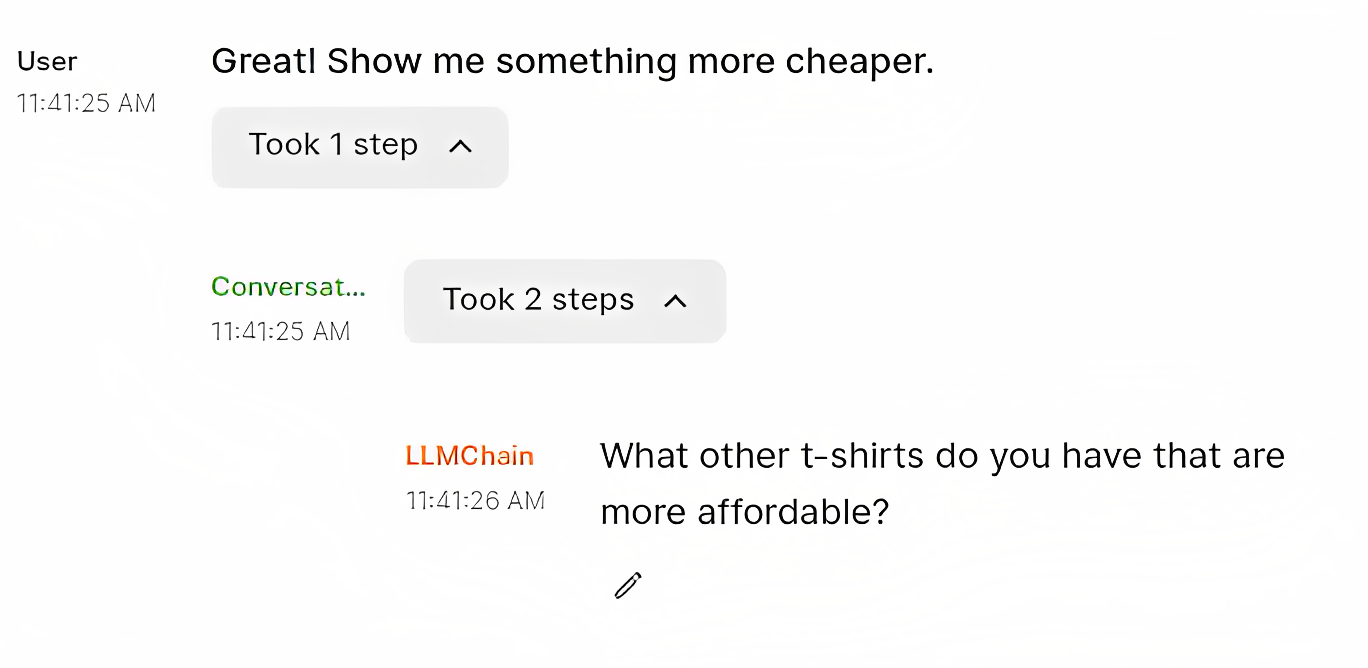 User
Great! Show me something more cheaper.
11:41:25 AM
Took 1 step
Conversat...
Took 2 steps
11:41:25 AM
LLMChain
What other t-shirts do you have that are
11:41:26 AM
more affordable?